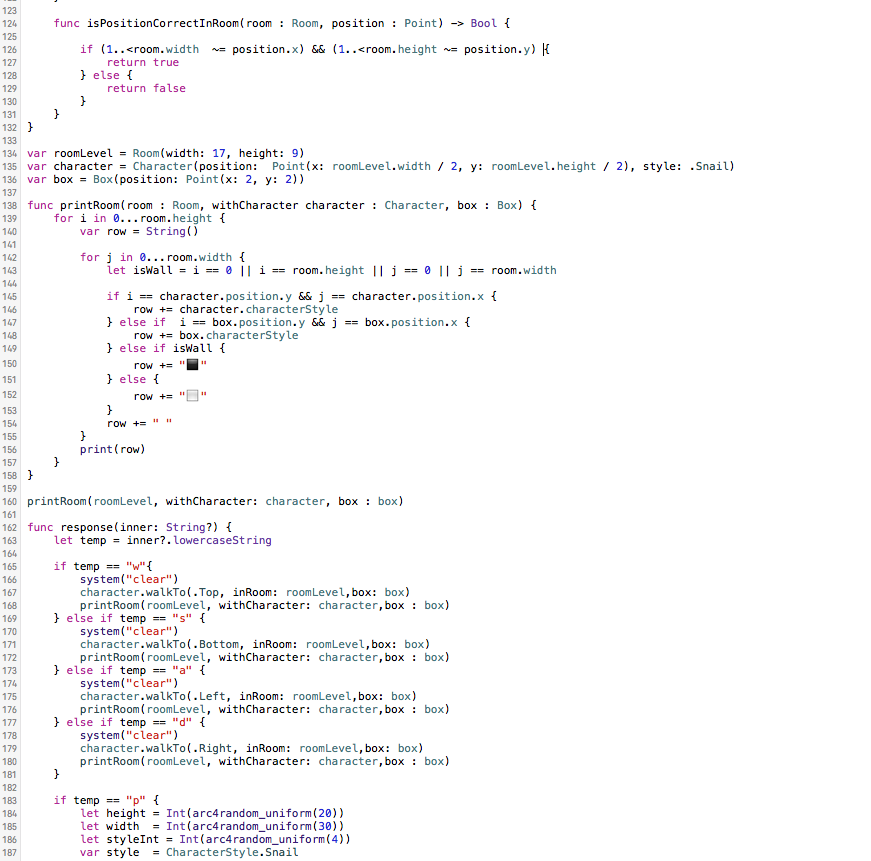 123
124 func isPositionCorrectInRoom(room : Room, position : Point) -> Bool {
125
126 if (1..<room.width  ~= position.x) && (1..<room.height ~= position.y) {
127 return true
128 } else {
129 return false
130 }
131 }
132 }
133
134 var roomLevel = Room(width: 17, height: 9)
135 var character = Character(position:  Point(x: roomLevel.width / 2, y: roomLevel.height / 2), style: .Snail)
136 var box = Box(position: Point(x: 2, y: 2))
137
138 func printRoom(room : Room, withCharacter character : Character, box : Box) {
139 for i in 0...room.height {
140 var row = String()
141
142 for j in 0...room.width {
143 let isWall = i == 0 || i == room.height || j == 0 || j == room.width
144
145 if i == character.position.y && j == character.position.x {
146 row += character.characterStyle
147 } else if  i == box.position.y && j == box.position.x {
148 row += box.characterStyle
149 } else if isWall {
150 row += "🔲"
151 } else {
152 row += "⬜"
153 }
154 row += " "
155 }
156 print(row)
157 }
158 }
159
160 printRoom(roomLevel, withCharacter: character, box : box)
161
162 func response(inner: String?) {
163 let temp = inner?.lowercaseString
164
165 if temp == "w"{
166 system("clear")
167 character.walkTo(.Top, inRoom: roomLevel,box: box)
168 printRoom(roomLevel, withCharacter: character,box : box)
169 } else if temp == "s" {
170 system("clear")
171 character.walkTo(.Bottom, inRoom: roomLevel,box: box)
172 printRoom(roomLevel, withCharacter: character,box : box)
173 } else if temp == "a" {
174 system("clear")
175 character.walkTo(.Left, inRoom: roomLevel,box: box)
176 printRoom(roomLevel, withCharacter: character,box : box)
177 } else if temp == "d" {
178 system("clear")
179 character.walkTo(.Right, inRoom: roomLevel,box: box)
180 printRoom(roomLevel, withCharacter: character,box : box)
181 }
182
183 if temp == "p" {
184 let height = Int(arc4random_uniform(20))
185 let width  = Int(arc4random_uniform(30))
186 let styleInt = Int(arc4random_uniform(4))
187 var style  = CharacterStyle.Snail